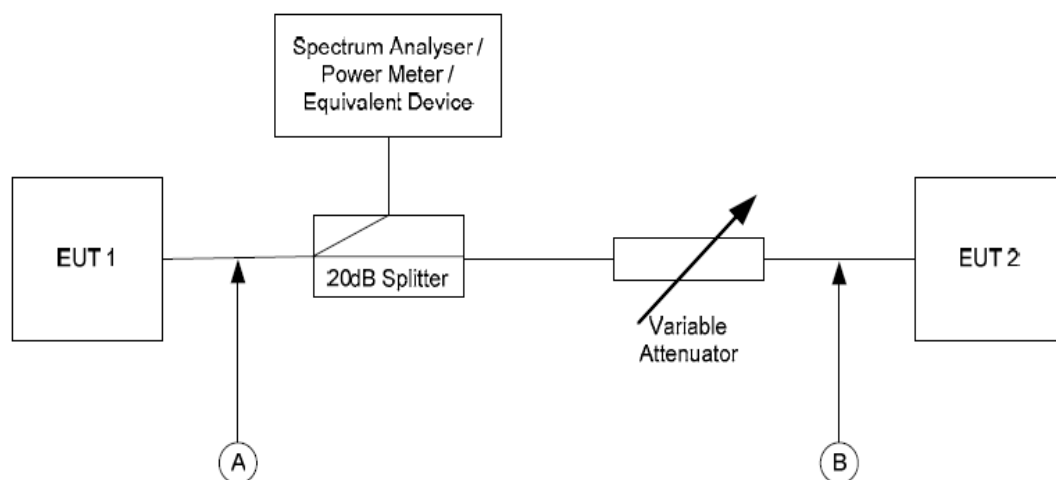 Spectrum Analyser /
Power Meter /
Equivalent Device
EUT 1
20dB Splitter
Variable
Attenuator
EUT 2
A
B